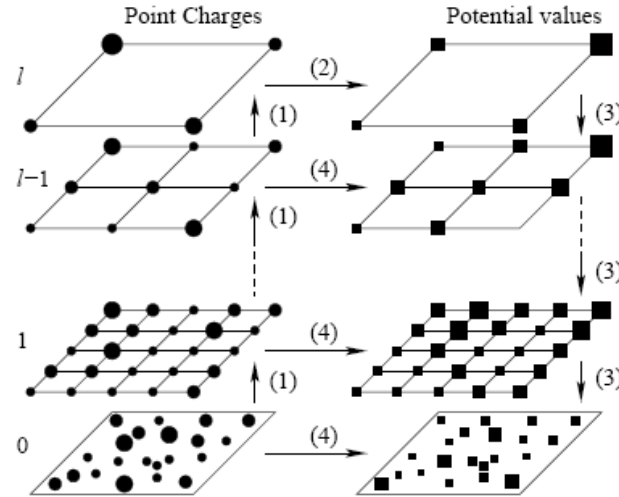 Point Charges Potential values
l (2)
(1) (3)
l−1 (4)
(1)
(3)
1 (4)
(1) (3)
0 (4)